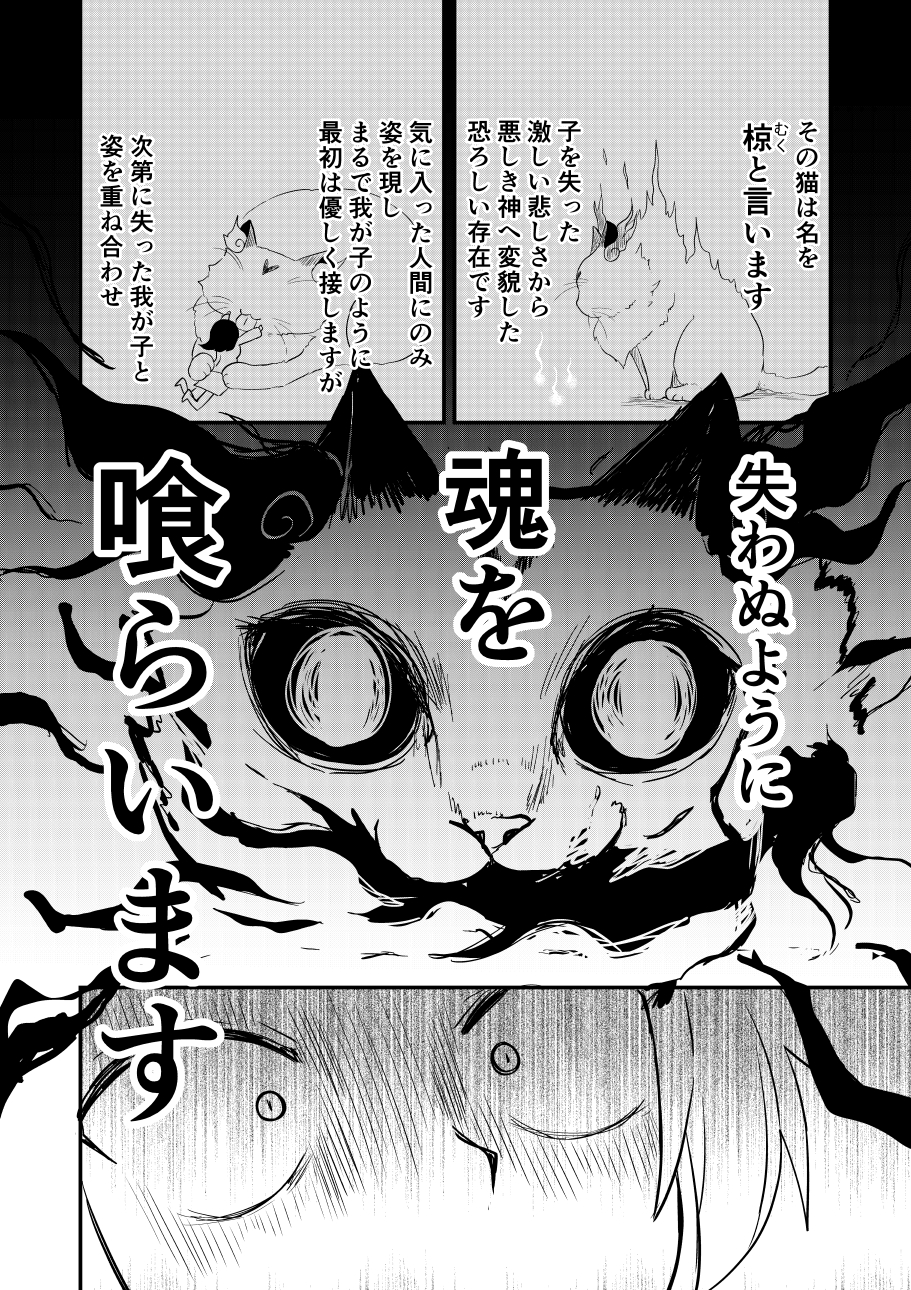 その猫は名を
むく
椋と言います
子を失った
激しい悲しさから
悪しき神へ変貌した
恐ろしい存在です
気に入った人間にのみ
姿を現し
まるで我が子のように
最初は優しく接しますが
次第に失った我が子と
姿を重ね合わせ
失わぬように
魂を
喰らいます